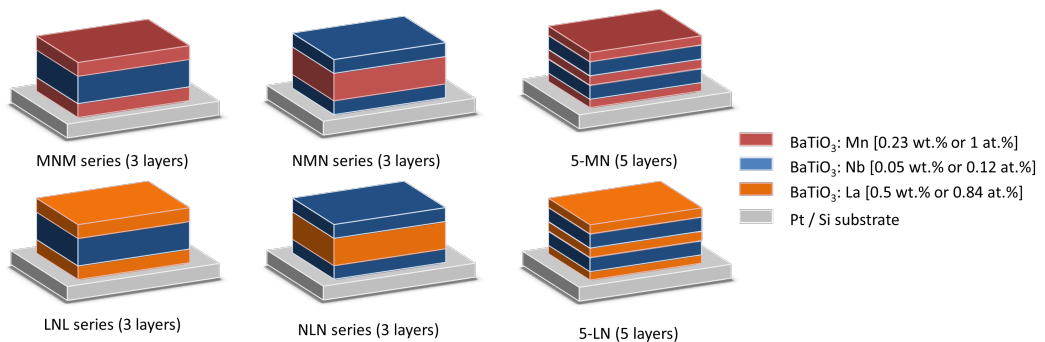 MNM series (3 layers)
NMN series (3 layers)
5-MN (5 layers)
BaTiO₃: Mn [0.23 wt.% or 1 at.%]
BaTiO₃: Nb [0.05 wt.% or 0.12 at.%]
BaTiO₃: La [0.5 wt.% or 0.84 at.%]
Pt / Si substrate
LNL series (3 layers)
NLN series (3 layers)
5-LN (5 layers)